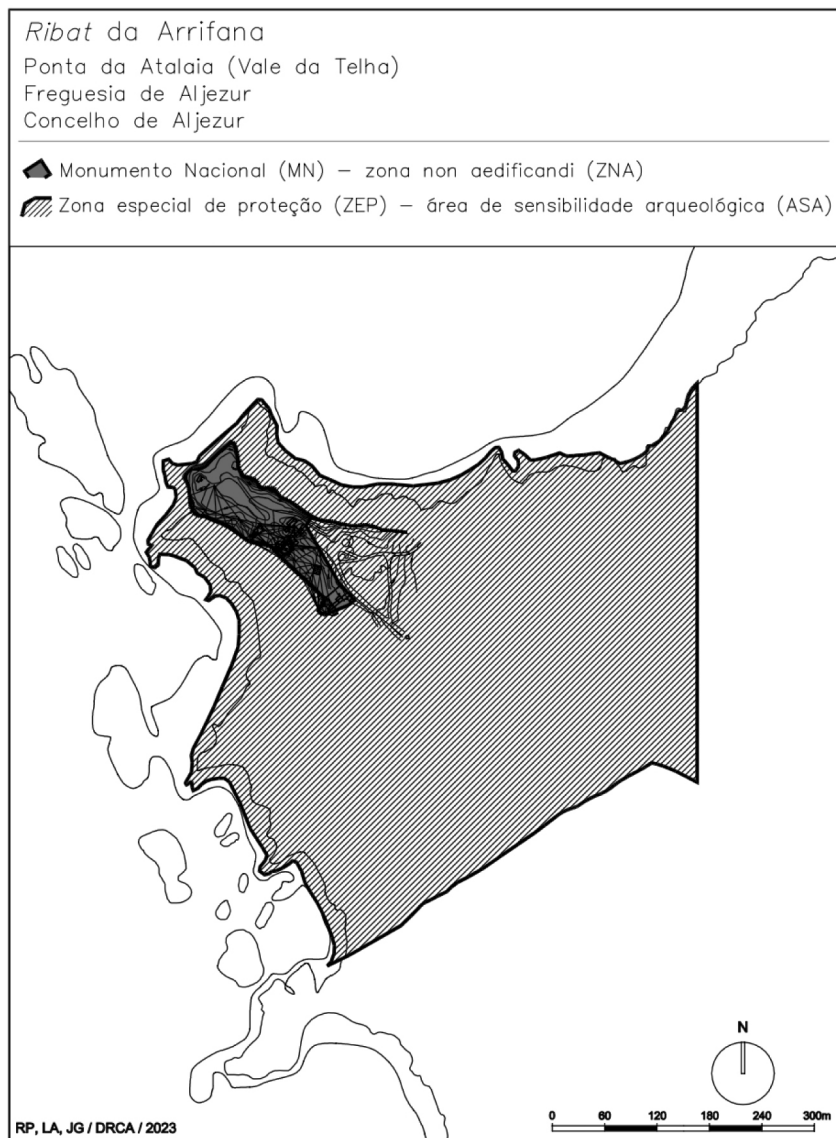 Ribat da Arrifana
Ponta da Atalaia (Vale da Telha)
Freguesia de Aljezur
Concelho de Aljezur
Monumento Nacional (MN) – zona non aedificandi (ZNA)
Zona especial de proteção (ZEP) – área de sensibilidade arqueológica (ASA)
N
RP, LA, JG / DRCA / 2023
0 60 120 180 240 300m